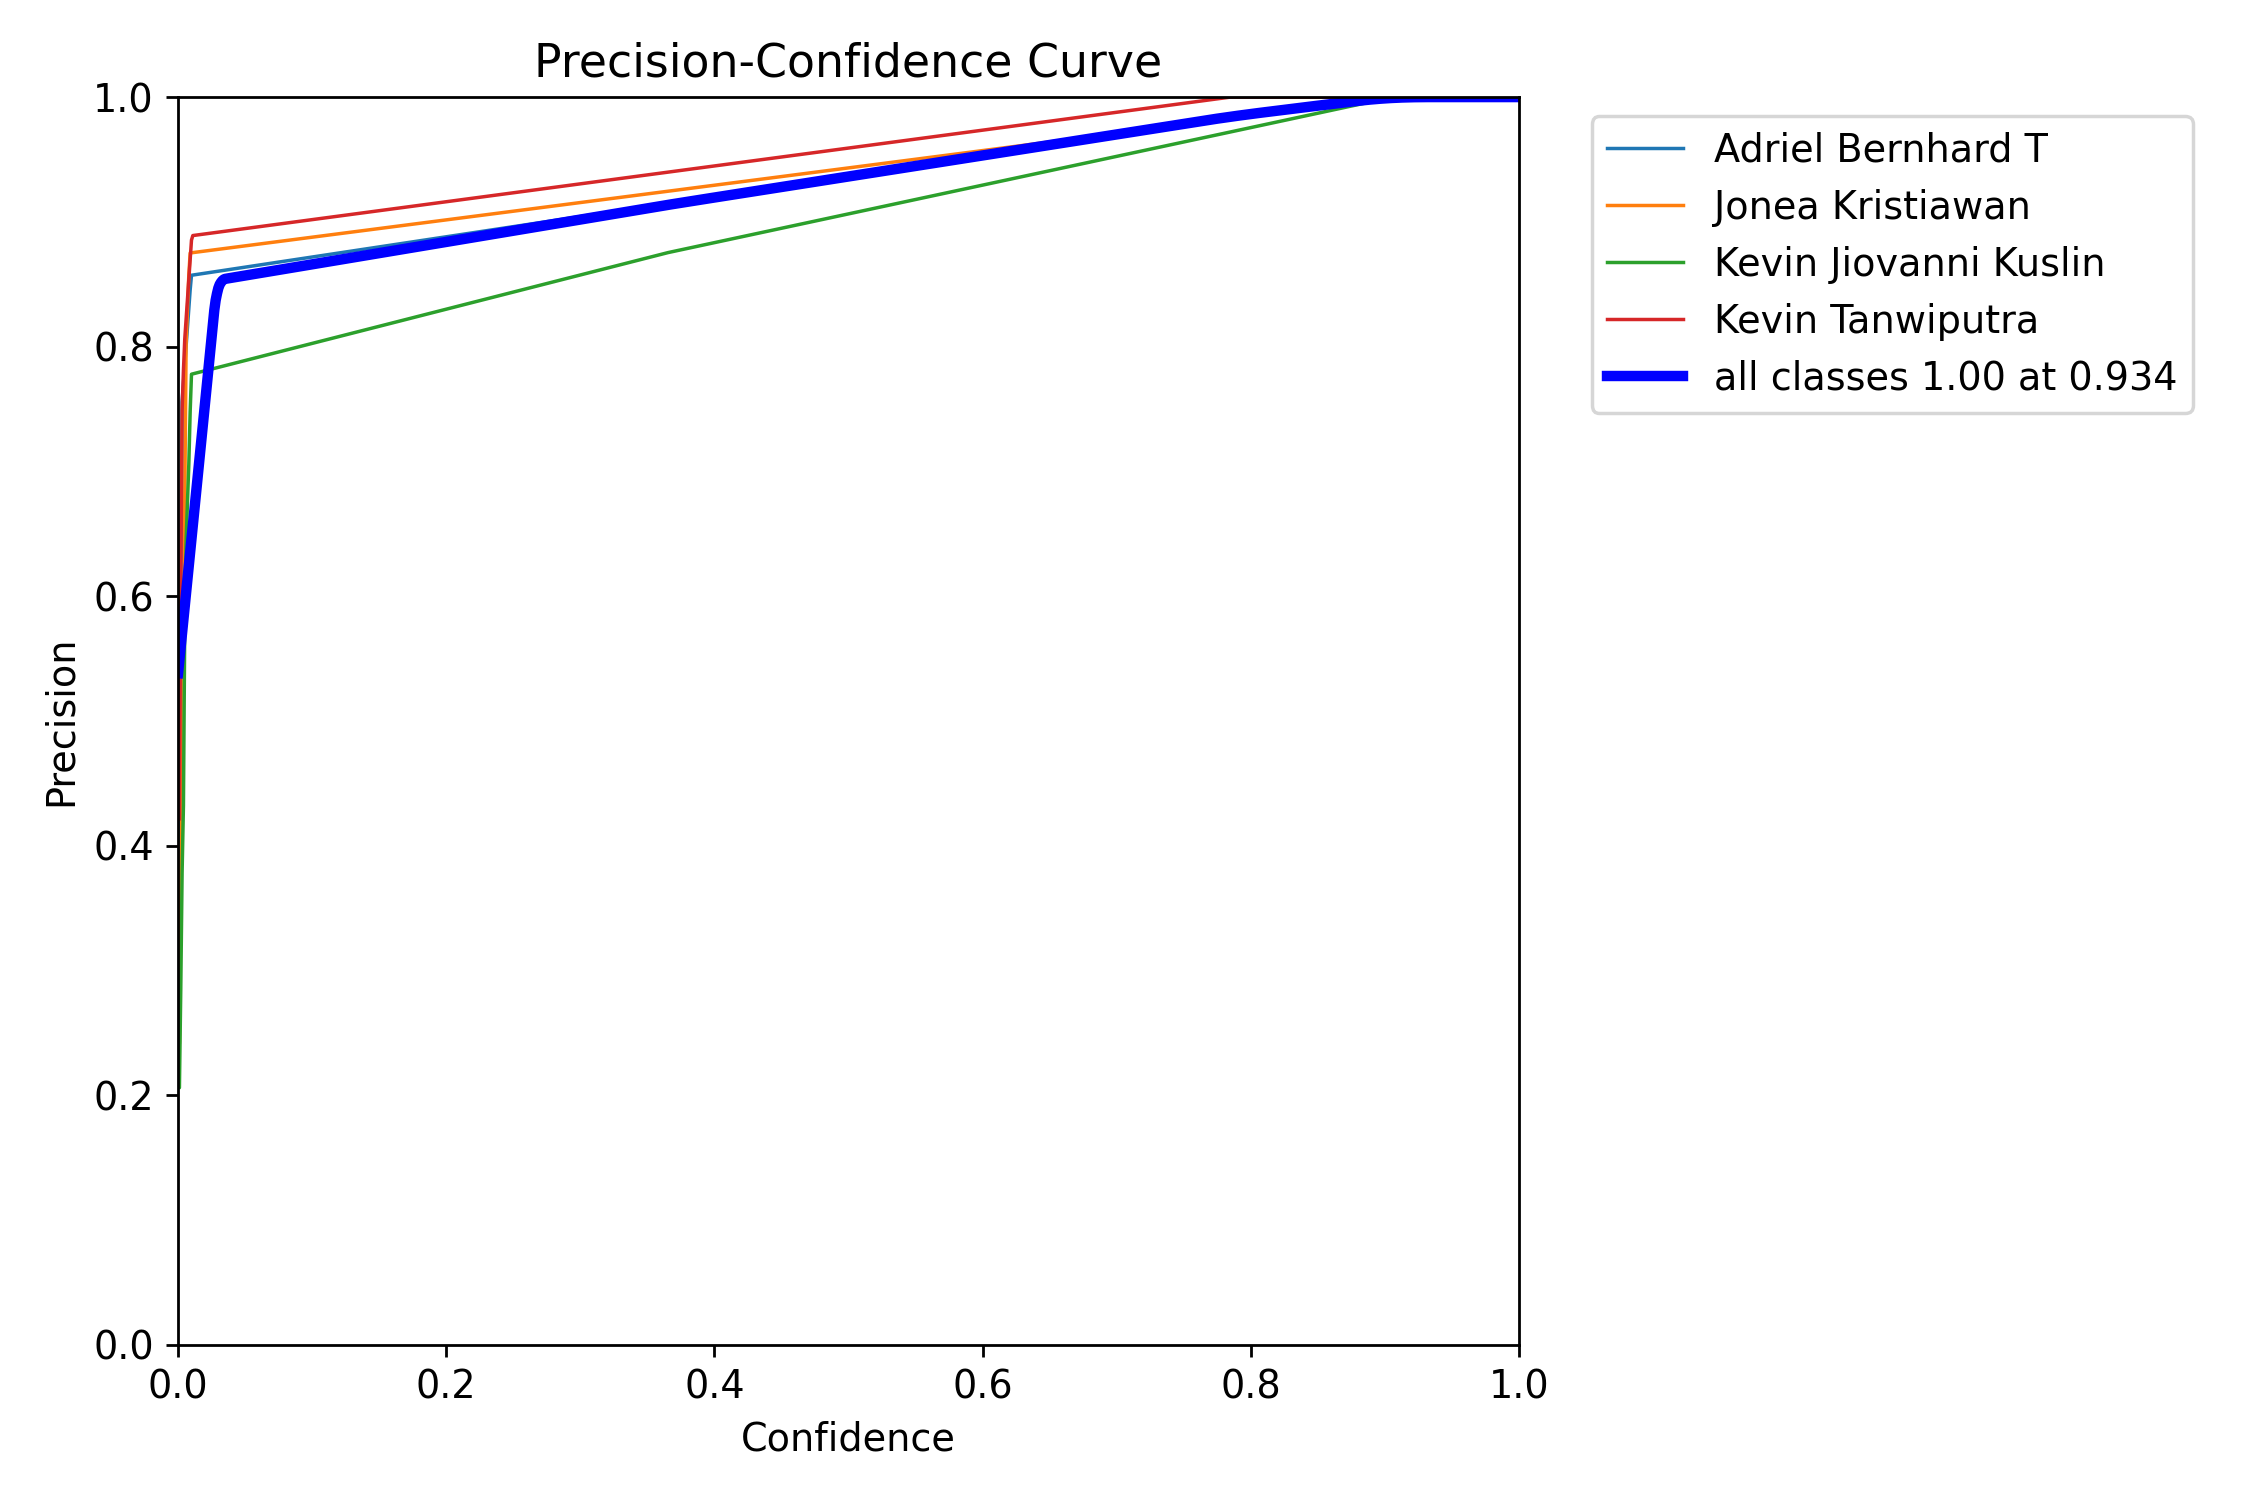 Precision-Confidence Curve
1.0
0.8
0.6
0.4
0.2
0.0
Precision
0.0 0.2 0.4 0.6 0.8 1.0
Confidence
Adriel Bernhard T
Jonea Kristiawan
Kevin Jiovanni Kuslin
Kevin Tanwiputra
all classes 1.00 at 0.934